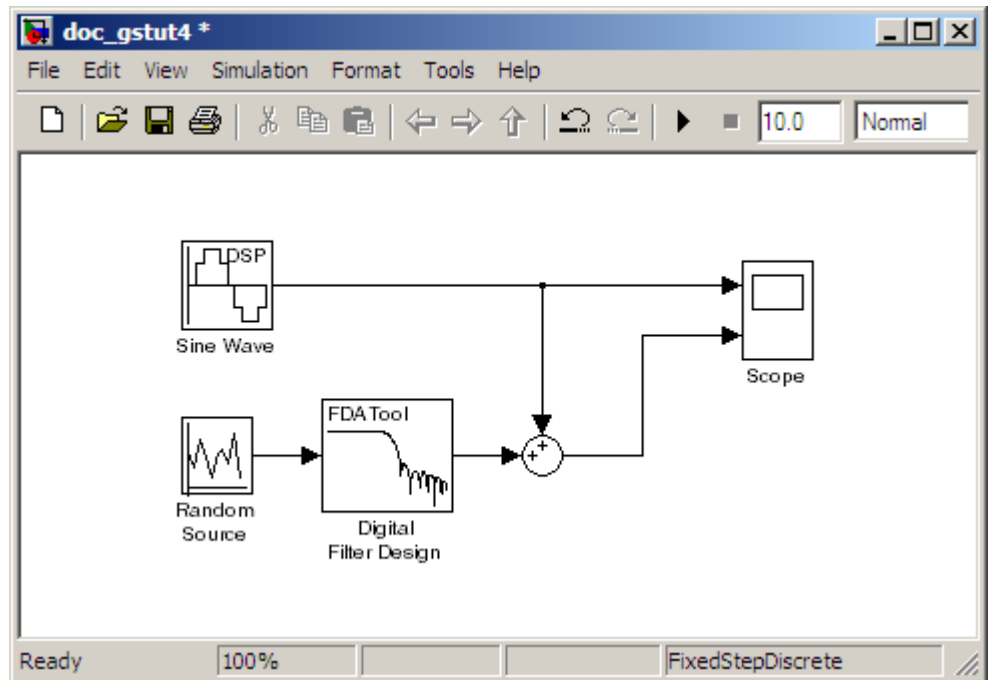 doc_gstut4 *
File Edit View Simulation Format Tools Help
10.0 Normal
DSP
Sine Wave
Scope
FDATool
+ +
Random
Source
Digital
Filter Design
Ready 100% FixedStepDiscrete